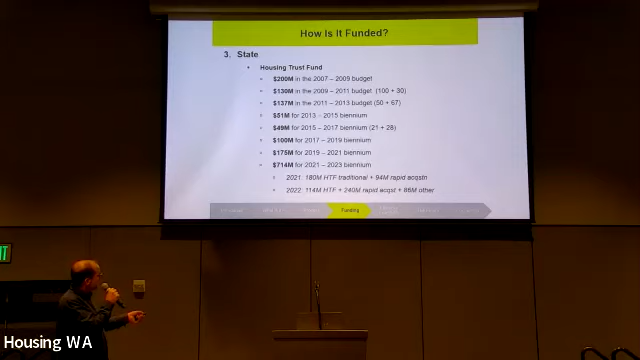 How Is It Funded?
3. State
• Housing Trust Fund
$200M in the 2007 – 2009 budget
$130M in the 2009 – 2011 budget (100 + 30)
$137M in the 2011 – 2013 budget (50 + 67)
$51M for 2013 – 2015 biennium
$49M for 2015 – 2017 biennium (21 + 28)
$100M for 2017 – 2019 biennium
$175M for 2019 – 2021 biennium
$714M for 2021 – 2023 biennium
2021: 180M HTF traditional + 94M rapid acqstn
2022: 114M HTF + 240M rapid acqst + 86M other
Funding
IT
Housing WA